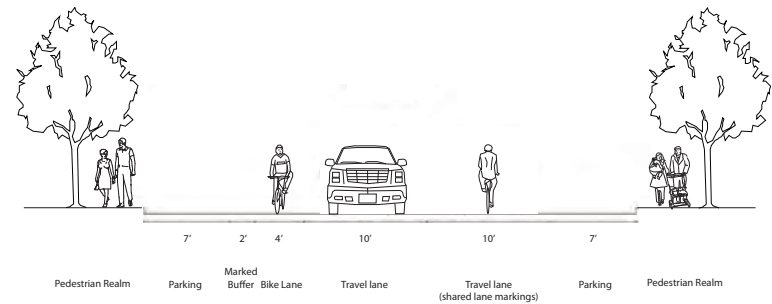 7’ 2’ 4’ 10’ 10’ 7’
Pedestrian Realm Parking Marked Buffer Bike Lane Travel lane Travel lane (shared lane markings) Parking Pedestrian Realm